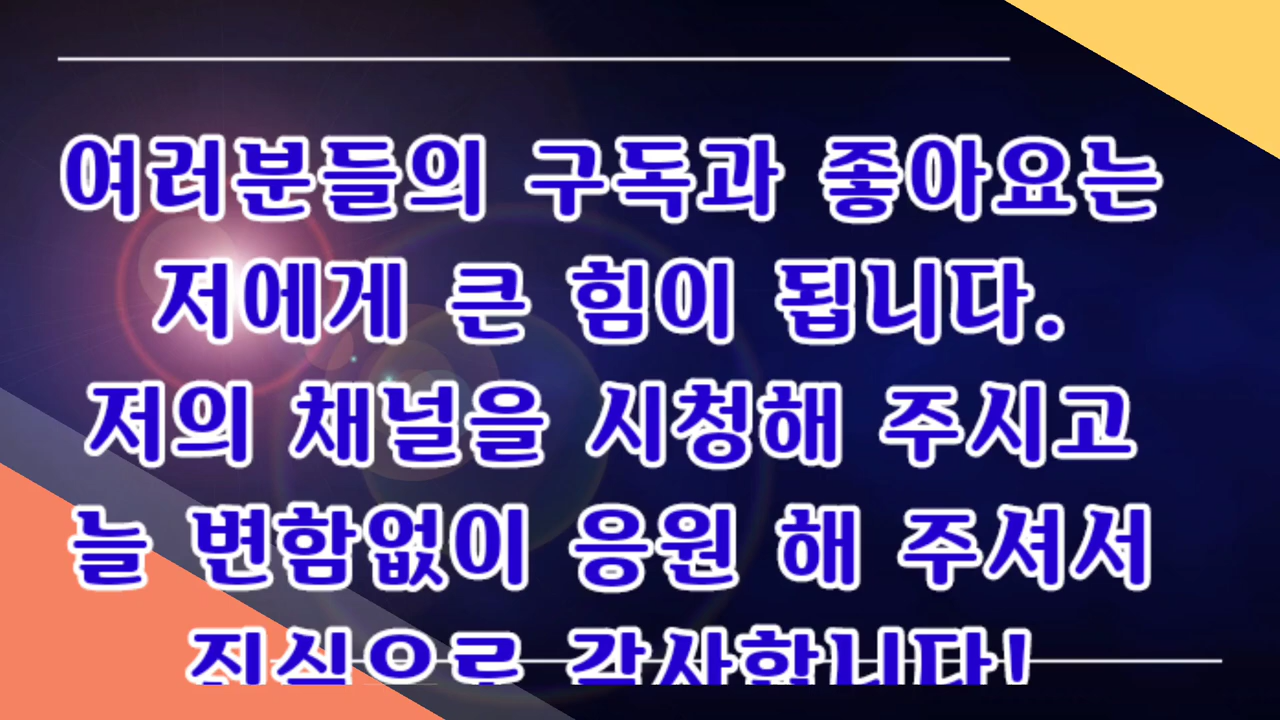 여러분들의 구독과 좋아요는
저에게 큰 힘이 됩니다.
저의 채널을 시청해 주시고
늘 변함없이 응원 해 주셔서
진심으로 감사합니다!